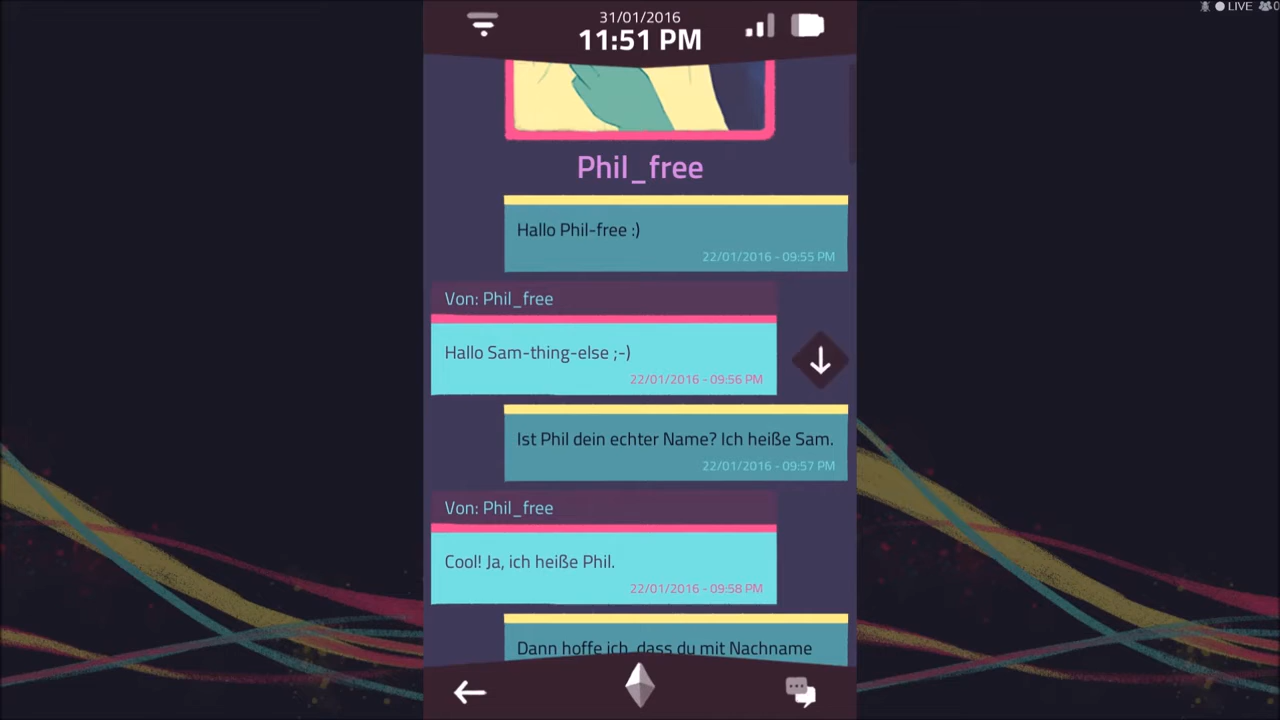 31/01/2016
LIVE
0
11:51 PM
Phil_free
Hallo Phil-free :)
22/01/2016 - 09:55 PM
Von: Phil_free
Hallo Sam-thing-else ;-)
22/01/2016 - 09:56 PM
Ist Phil dein echter Name? Ich heiße Sam.
22/01/2016 - 09:57 PM
Von: Phil_free
Cool! Ja, ich heiße Phil.
22/01/2016 - 09:58 PM
Dann hoffe ich, dass du mit Nachname